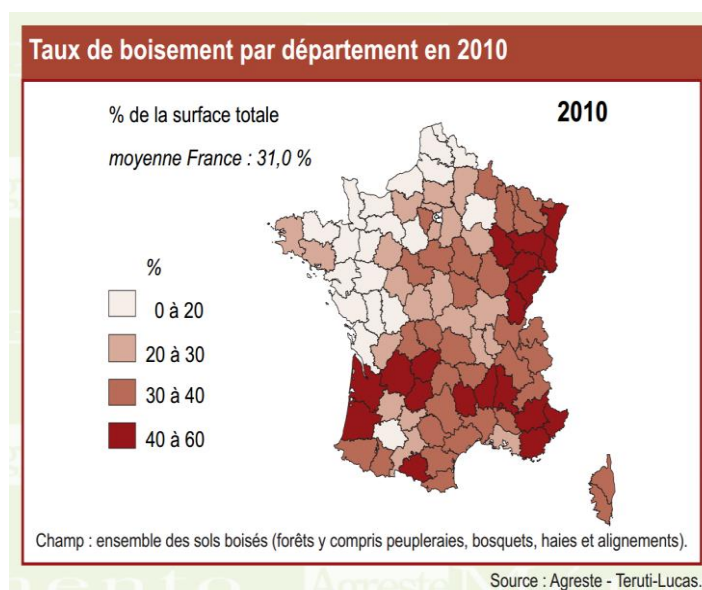 Taux de boisement par département en 2010
% de la surface totale
2010
moyenne France : 31,0 %
%
0 à 20
20 à 30
30 à 40
40 à 60
Champ : ensemble des sols boisés (forêts y compris peupleraies, bosquets, haies et alignements).
Source : Agreste - Teruti-Lucas.
Agreste